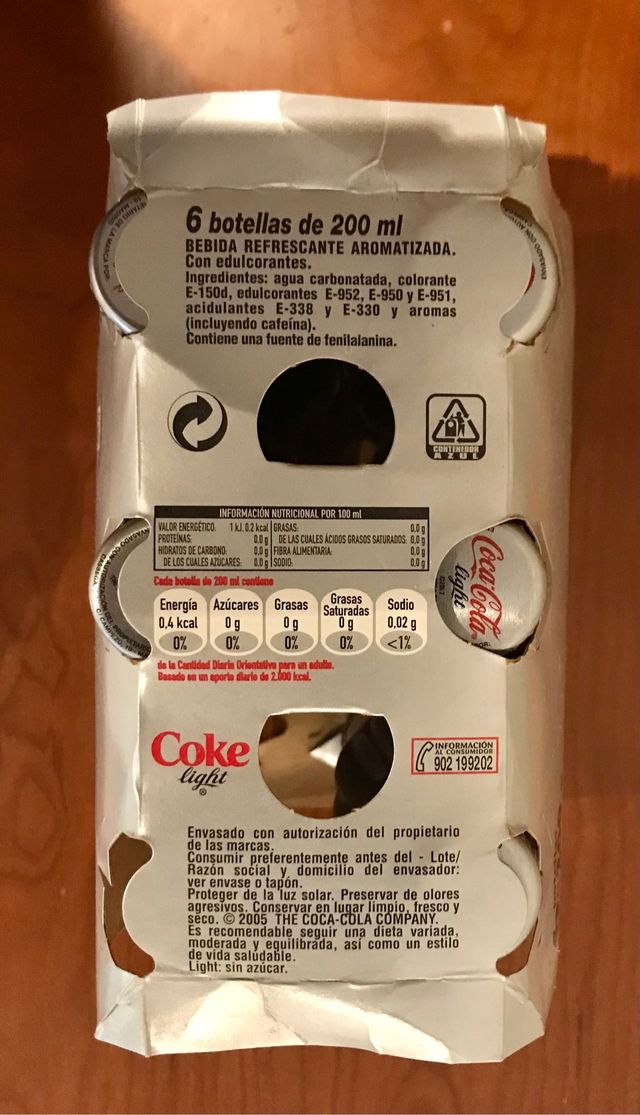 6 botellas de 200 ml
BEBIDA REFRESCANTE AROMATIZADA.
Con edulcorantes.
Ingredientes: agua carbonatada, colorante
E-150d, edulcorantes E-952, E-950 y E-951,
acidulantes E-338 y E-330 y aromas
(incluyendo cafeína).
Contiene una fuente de fenilalanina.
CONTENEDOR
AZUL
INFORMACIÓN NUTRICIONAL POR 100 ml
VALOR ENERGÉTICO: 1 kJ, 0,2 kcal GRASAS: 0,0 g
PROTEÍNAS: 0,0 g DE LAS CUALES ÁCIDOS GRASOS SATURADOS: 0,0 g
HIDRATOS DE CARBONO: 0,0 g FIBRA ALIMENTARIA: 0,0 g
DE LOS CUALES AZÚCARES: 0,0 g SODIO: 0,0 g
Cada botella de 200 ml contiene
Energía Azúcares Grasas Grasas Saturadas Sodio
0,4 kcal 0 g 0 g 0 g 0,02 g
0% 0% 0% 0% <1%
de la Cantidad Diaria Orientativa para un adulto.
Basado en un aporte diario de 2.000 kcal.
Coca-Cola
light
Coke
light
®
INFORMACIÓN
AL CONSUMIDOR
902 199202
Envasado con autorización del propietario
de las marcas.
Consumir preferentemente antes del - Lote/
Razón social y domicilio del envasador:
ver envase o tapón.
Proteger de la luz solar. Preservar de olores
agresivos. Conservar en lugar limpio, fresco y
seco. © 2005 THE COCA-COLA COMPANY.
Es recomendable seguir una dieta variada,
moderada y equilibrada, así como un estilo
de vida saludable.
Light: sin azúcar.